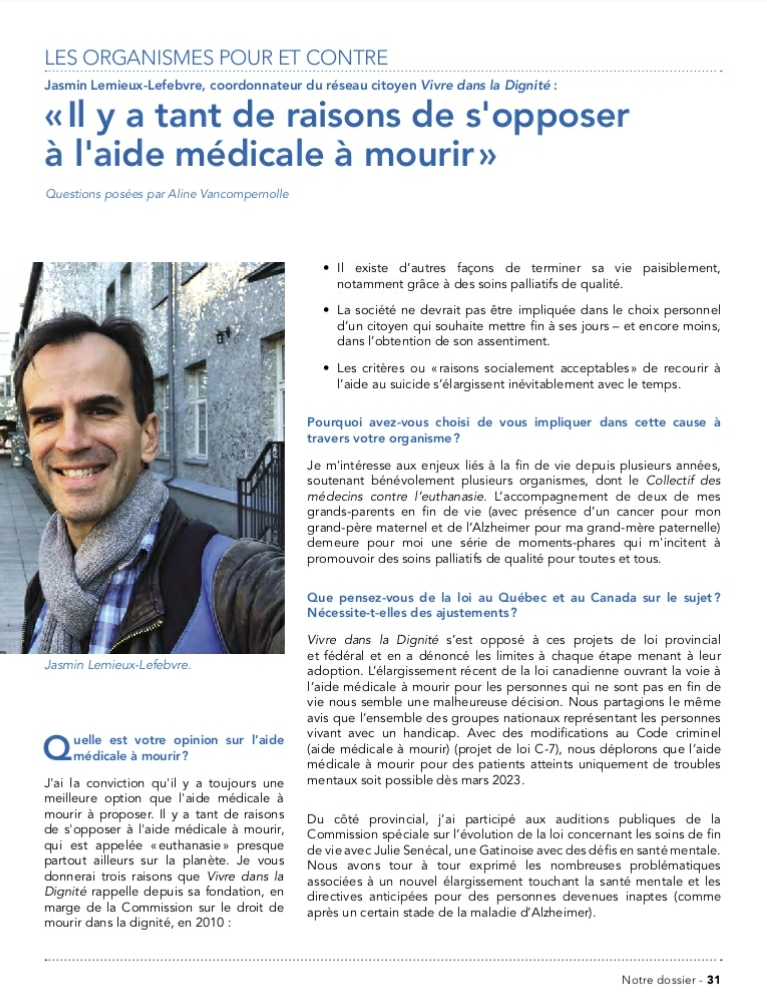 LES ORGANISMES POUR ET CONTRE
Jasmin Lemieux-Lefebvre, coordonnateur du réseau citoyen Vivre dans la Dignité :
«Il y a tant de raisons de s'opposer
à l'aide médicale à mourir»
Questions posées par Aline Vancompernolle
Jasmin Lemieux-Lefebvre.
Quelle est votre opinion sur l'aide
médicale à mourir?
J'ai la conviction qu'il y a toujours une
meilleure option que l'aide médicale à
mourir à proposer. Il y a tant de raisons
de s'opposer à l'aide médicale à mourir,
qui est appelée «euthanasie» presque
partout ailleurs sur la planète. Je vous
donnerai trois raisons que Vivre dans la
Dignité rappelle depuis sa fondation, en
marge de la Commission sur le droit de
mourir dans la dignité, en 2010 :
• Il existe d'autres façons de terminer sa vie paisiblement,
notamment grâce à des soins palliatifs de qualité.
• La société ne devrait pas être impliquée dans le choix personnel
d'un citoyen qui souhaite mettre fin à ses jours – et encore moins,
dans l'obtention de son assentiment.
• Les critères ou «raisons socialement acceptables» de recourir à
l'aide au suicide s'élargissent inévitablement avec le temps.
Pourquoi avez-vous choisi de vous impliquer dans cette cause à
travers votre organisme?
Je m'intéresse aux enjeux liés à la fin de vie depuis plusieurs années,
soutenant bénévolement plusieurs organismes, dont le Collectif des
médecins contre l'euthanasie. L'accompagnement de deux de mes
grands-parents en fin de vie (avec présence d'un cancer pour mon
grand-père maternel et de l'Alzheimer pour ma grand-mère paternelle)
demeure pour moi une série de moments-phares qui m'incitent à
promouvoir des soins palliatifs de qualité pour toutes et tous.
Que pensez-vous de la loi au Québec et au Canada sur le sujet?
Nécessite-t-elles des ajustements?
Vivre dans la Dignité s'est opposé à ces projets de loi provincial
et fédéral et en a dénoncé les limites à chaque étape menant à leur
adoption. L'élargissement récent de la loi canadienne ouvrant la voie à
l'aide médicale à mourir pour les personnes qui ne sont pas en fin de
vie nous semble une malheureuse décision. Nous partagions le même
avis que l'ensemble des groupes nationaux représentant les personnes
vivant avec un handicap. Avec des modifications au Code criminel
(aide médicale à mourir) (projet de loi C-7), nous déplorons que l'aide
médicale à mourir pour des patients atteints uniquement de troubles
mentaux soit possible dès mars 2023.
Du côté provincial, j'ai participé aux auditions publiques de la
Commission spéciale sur l'évolution de la loi concernant les soins de fin
de vie avec Julie Senécal, une Gatinoise avec des défis en santé mentale.
Nous avons tour à tour exprimé les nombreuses problématiques
associées à un nouvel élargissement touchant la santé mentale et les
directives anticipées pour des personnes devenues inaptes (comme
après un certain stade de la maladie d'Alzheimer).
Notre dossier - 31